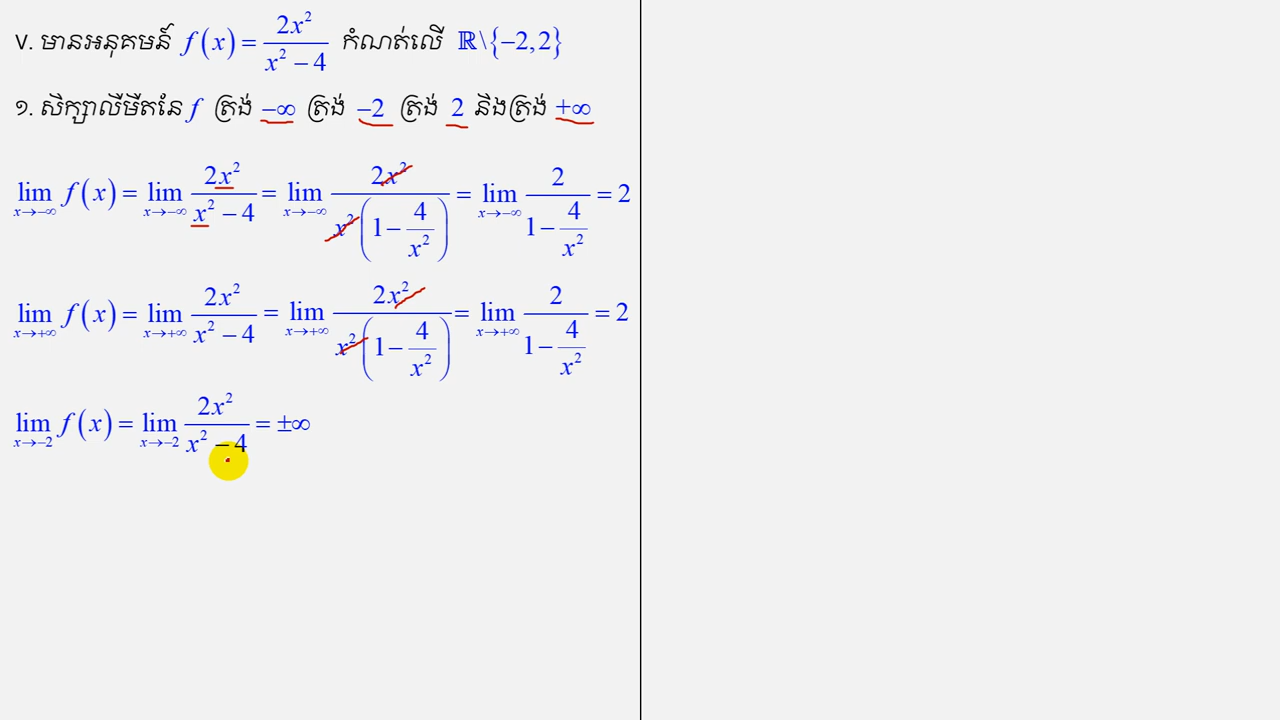 V. មានអនុគមន៍ f(x) = 2x²/(x² − 4) កំណត់លើ ℝ\{−2,2}
១. សិក្សាលីមីតនៃ f ត្រង់ −∞ ត្រង់ −2 ត្រង់ 2 និងត្រង់ +∞
lim_{x→−∞} f(x) = lim_{x→−∞} 2x²/(x² − 4) = lim_{x→−∞} 2x²/(x²(1 − 4/x²)) = lim_{x→−∞} 2/(1 − 4/x²) = 2
lim_{x→+∞} f(x) = lim_{x→+∞} 2x²/(x² − 4) = lim_{x→+∞} 2x²/(x²(1 − 4/x²)) = lim_{x→+∞} 2/(1 − 4/x²) = 2
lim_{x→−2} f(x) = lim_{x→−2} 2x²/(x² − 4) = ±∞